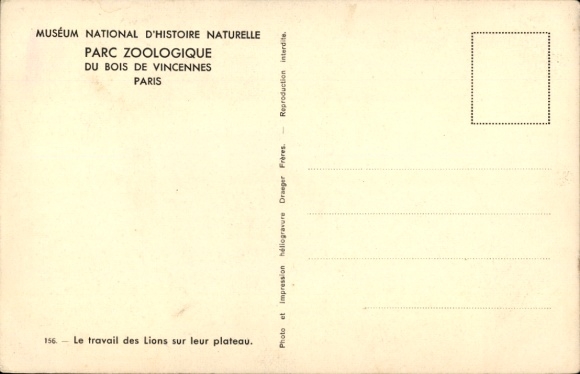 MUSÉUM NATIONAL D'HISTOIRE NATURELLE
PARC ZOOLOGIQUE
DU BOIS DE VINCENNES
PARIS
156. — Le travail des Lions sur leur plateau.
Photo et Impression héliogravure Draeger Frères. — Reproduction interdite.